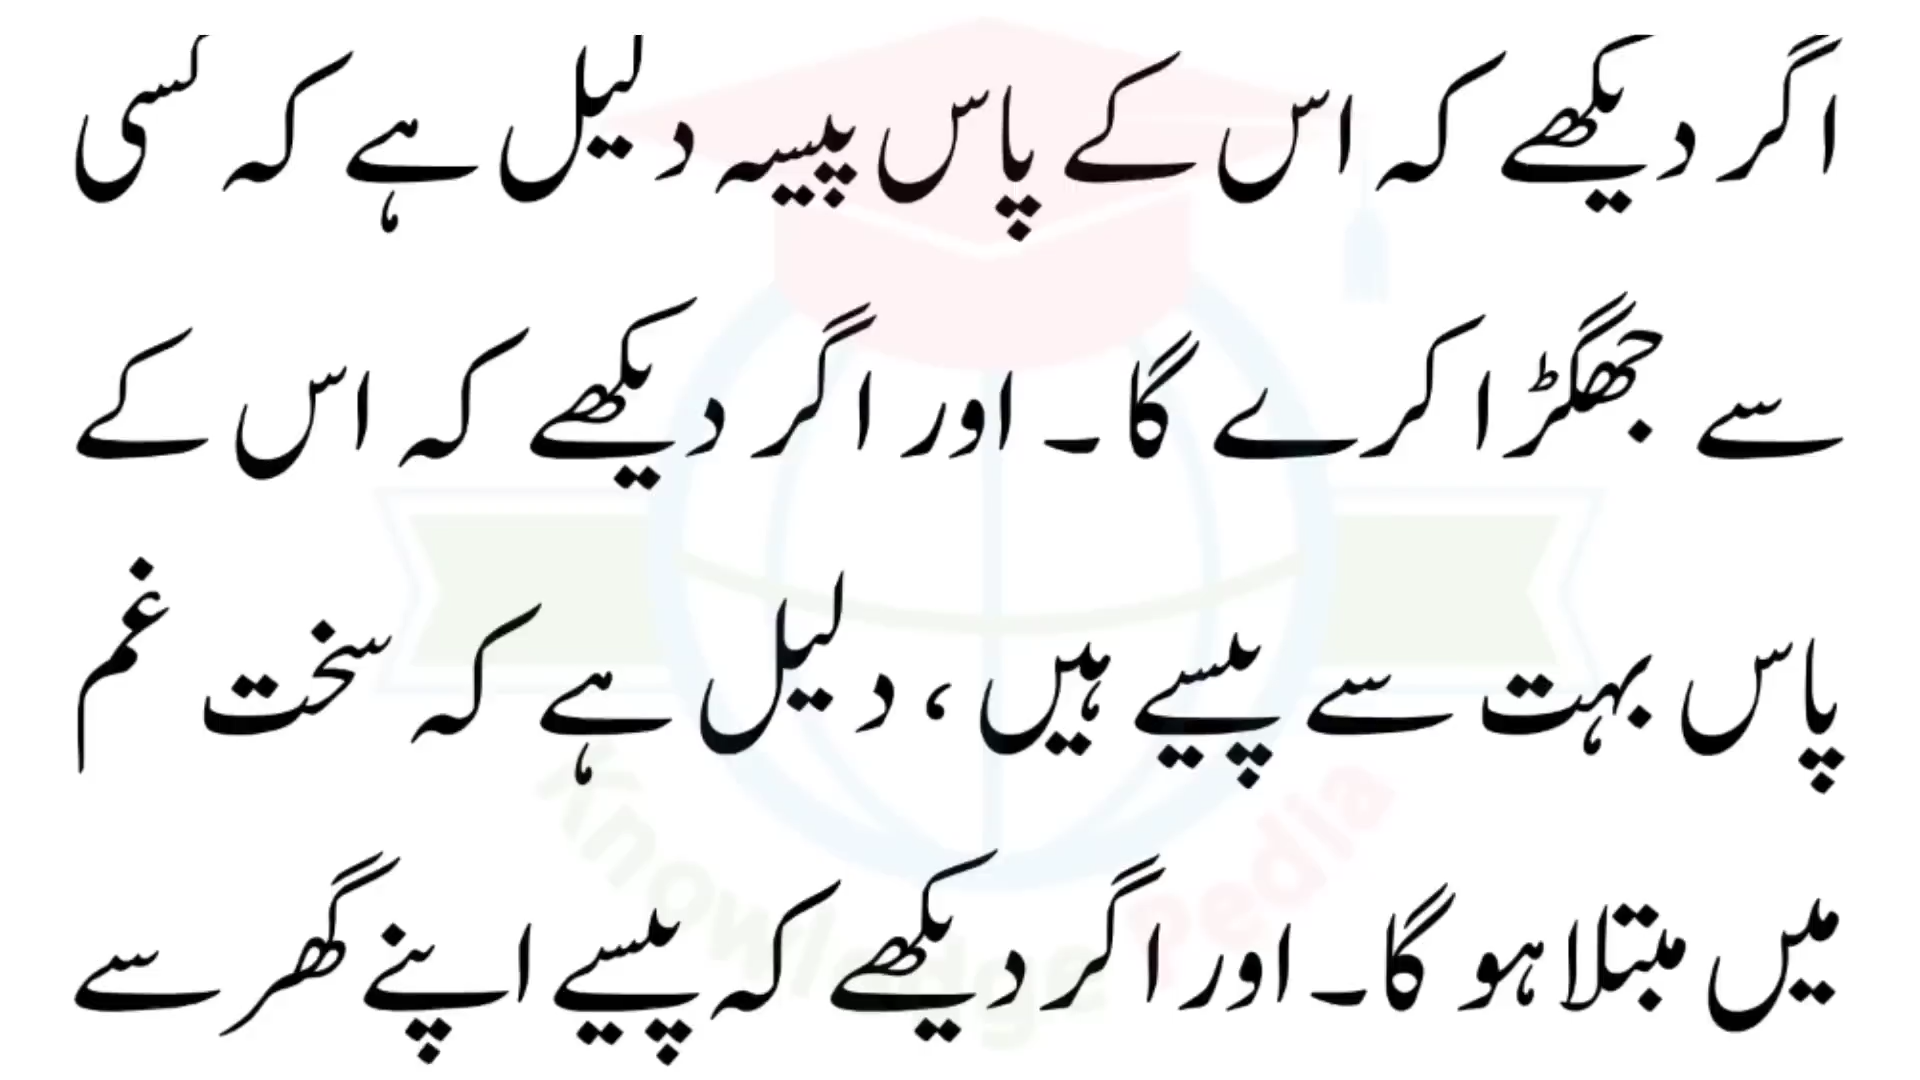 اگر دیکھے کہ اس کے پاس پیسہ دلیل ہے کہ کسی
سے جھگڑا کرے گا۔ اور اگر دیکھے کہ اس کے
پاس بہت سے پیسے ہیں، دلیل ہے کہ سخت غم
میں مبتلا ہو گا۔ اور اگر دیکھے کہ پیسے اپنے گھر سے
Knowledge Pedia